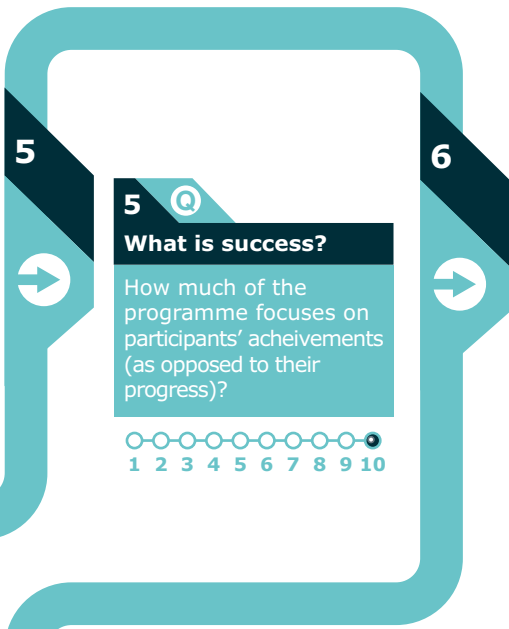 5
6
5 Q
What is success?
How much of the
programme focuses on
participants’ acheivements
(as opposed to their
progress)?
1 2 3 4 5 6 7 8 9 10